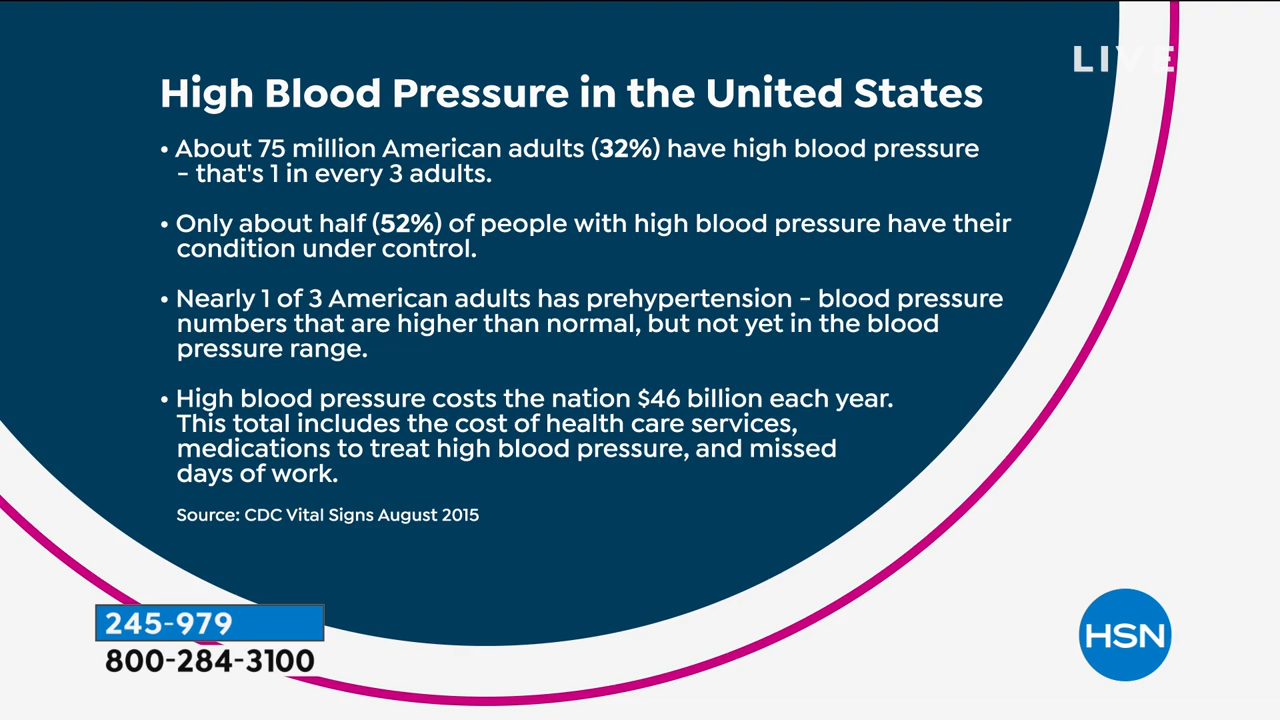 LIVE
High Blood Pressure in the United States
• About 75 million American adults (32%) have high blood pressure
- that's 1 in every 3 adults.
• Only about half (52%) of people with high blood pressure have their
condition under control.
• Nearly 1 of 3 American adults has prehypertension - blood pressure
numbers that are higher than normal, but not yet in the blood
pressure range.
• High blood pressure costs the nation $46 billion each year.
This total includes the cost of health care services,
medications to treat high blood pressure, and missed
days of work.
Source: CDC Vital Signs August 2015
245-979
800-284-3100
HSN